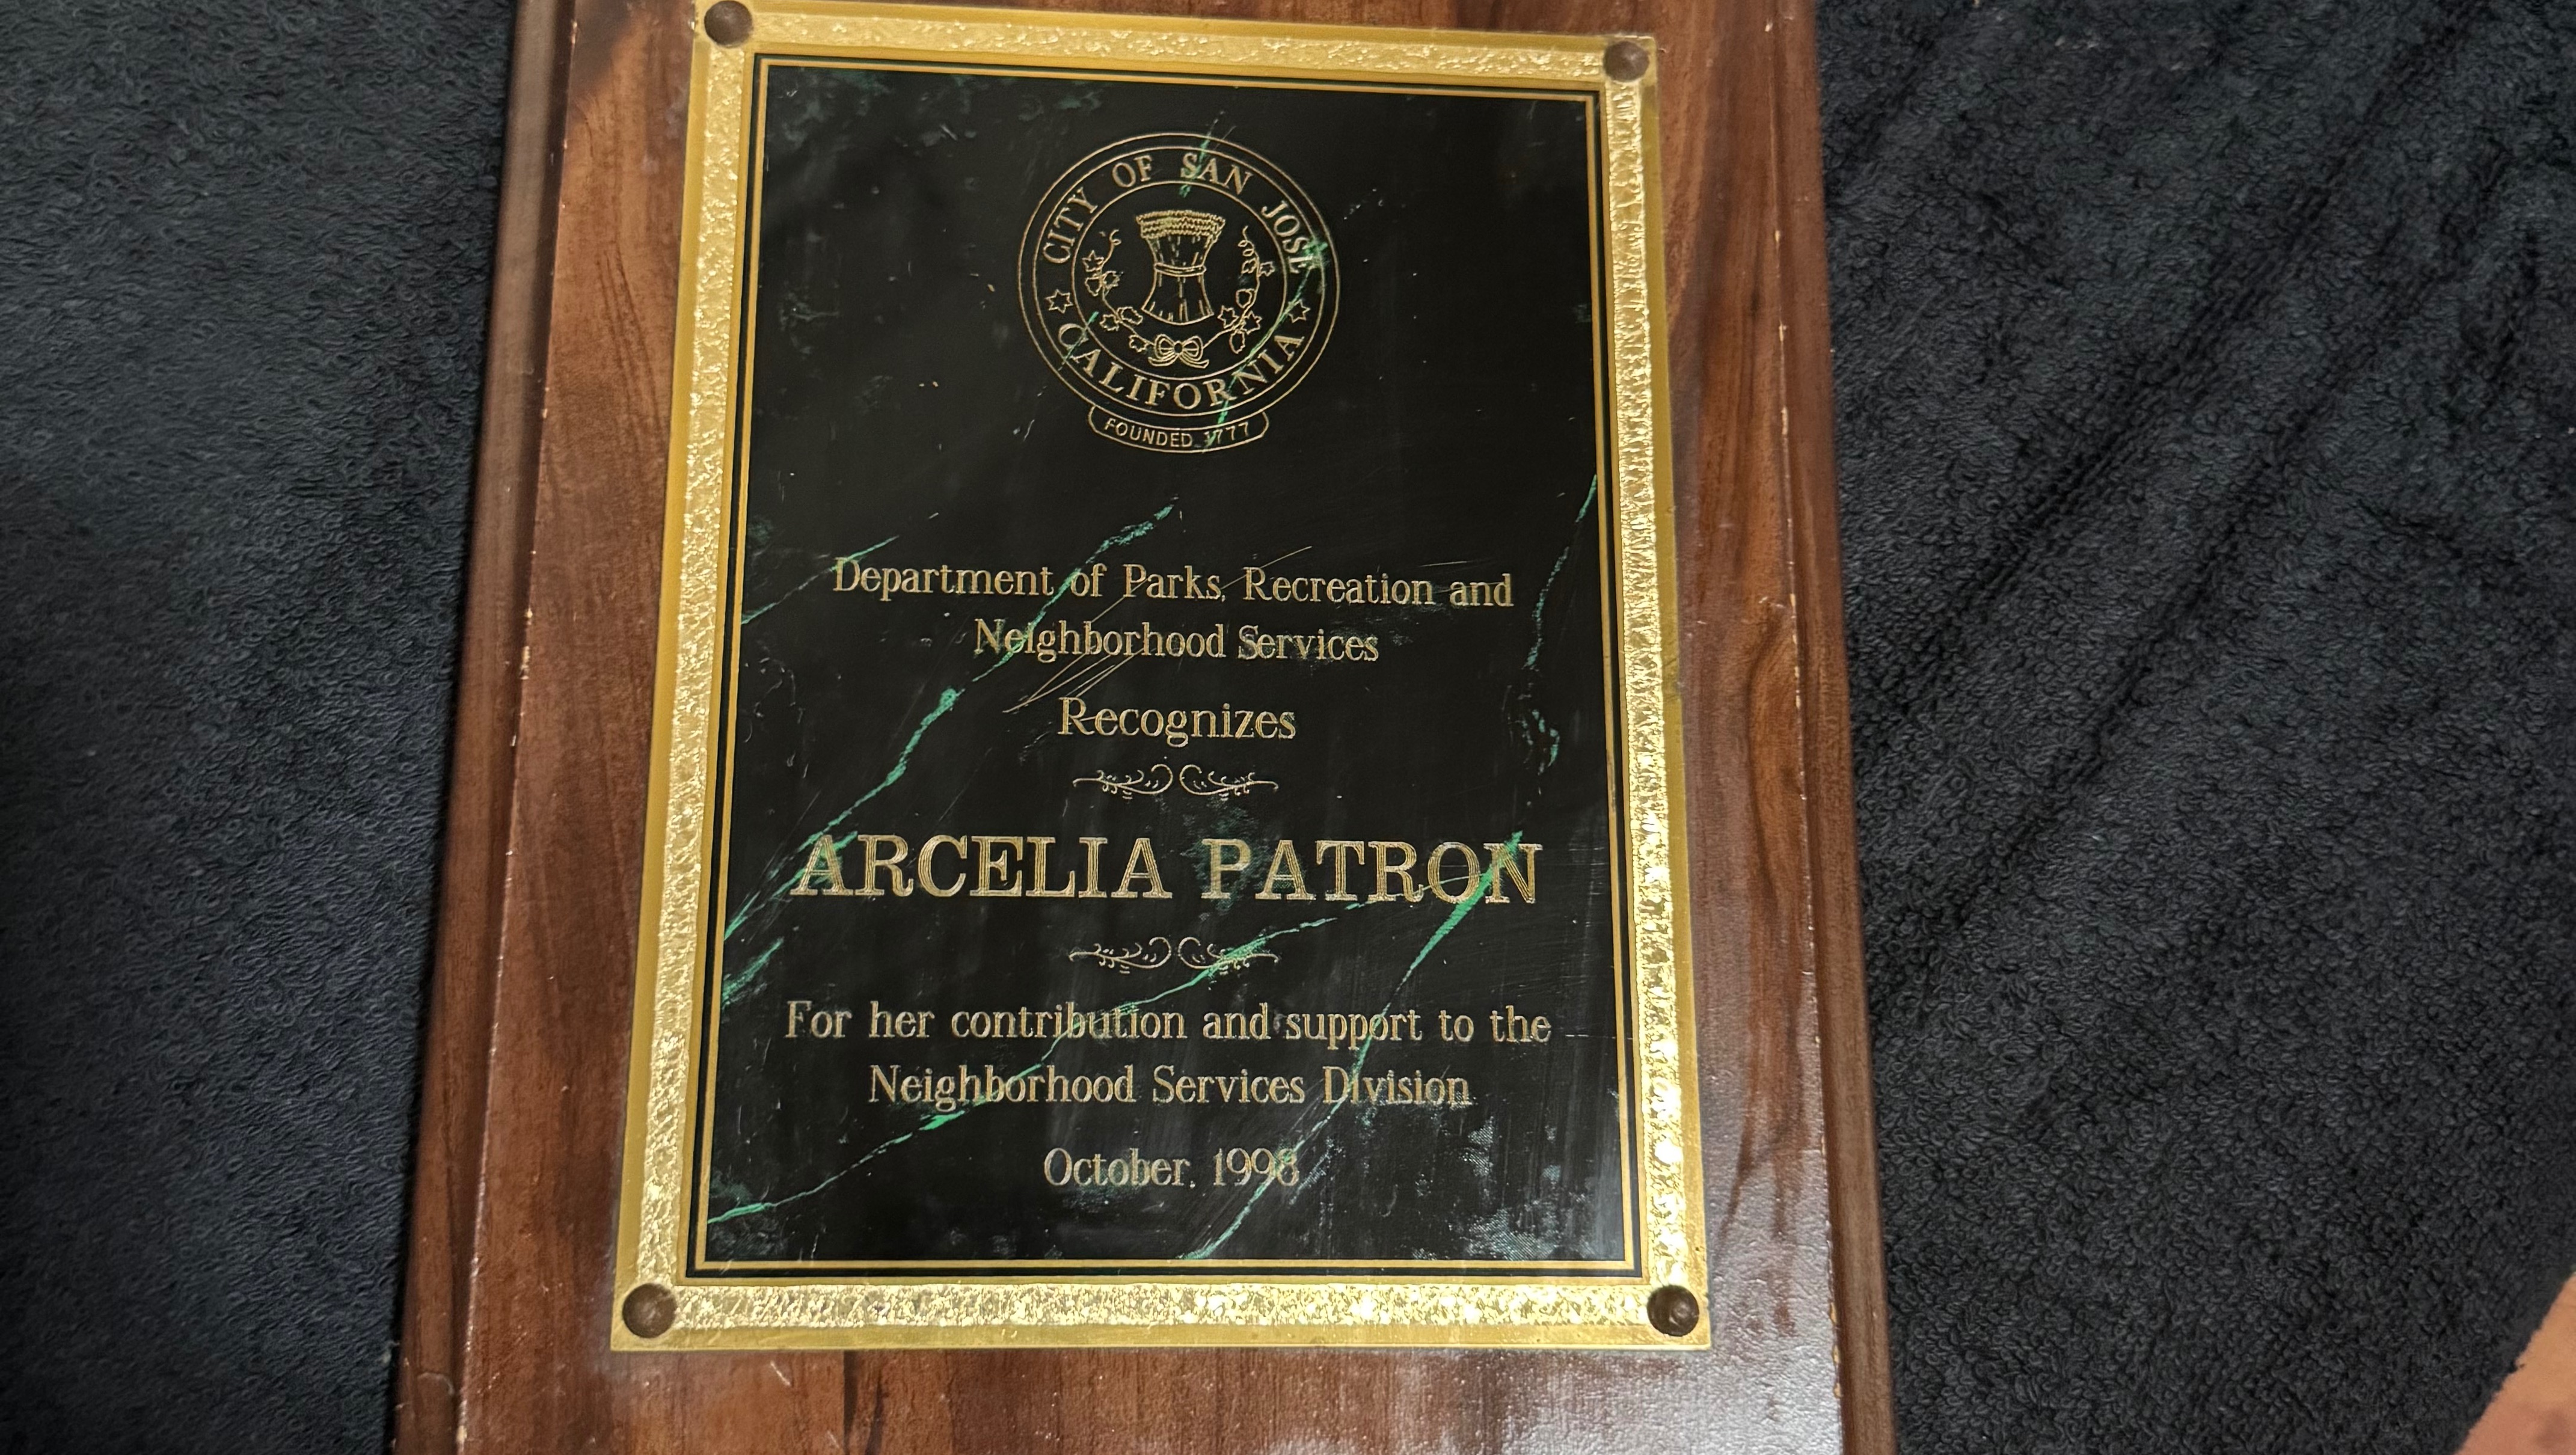 CITY OF SAN JOSE
CALIFORNIA
FOUNDED 1777
Department of Parks, Recreation and
Neighborhood Services
Recognizes
ARCELIA PATRON
For her contribution and support to the
Neighborhood Services Division
October, 1998